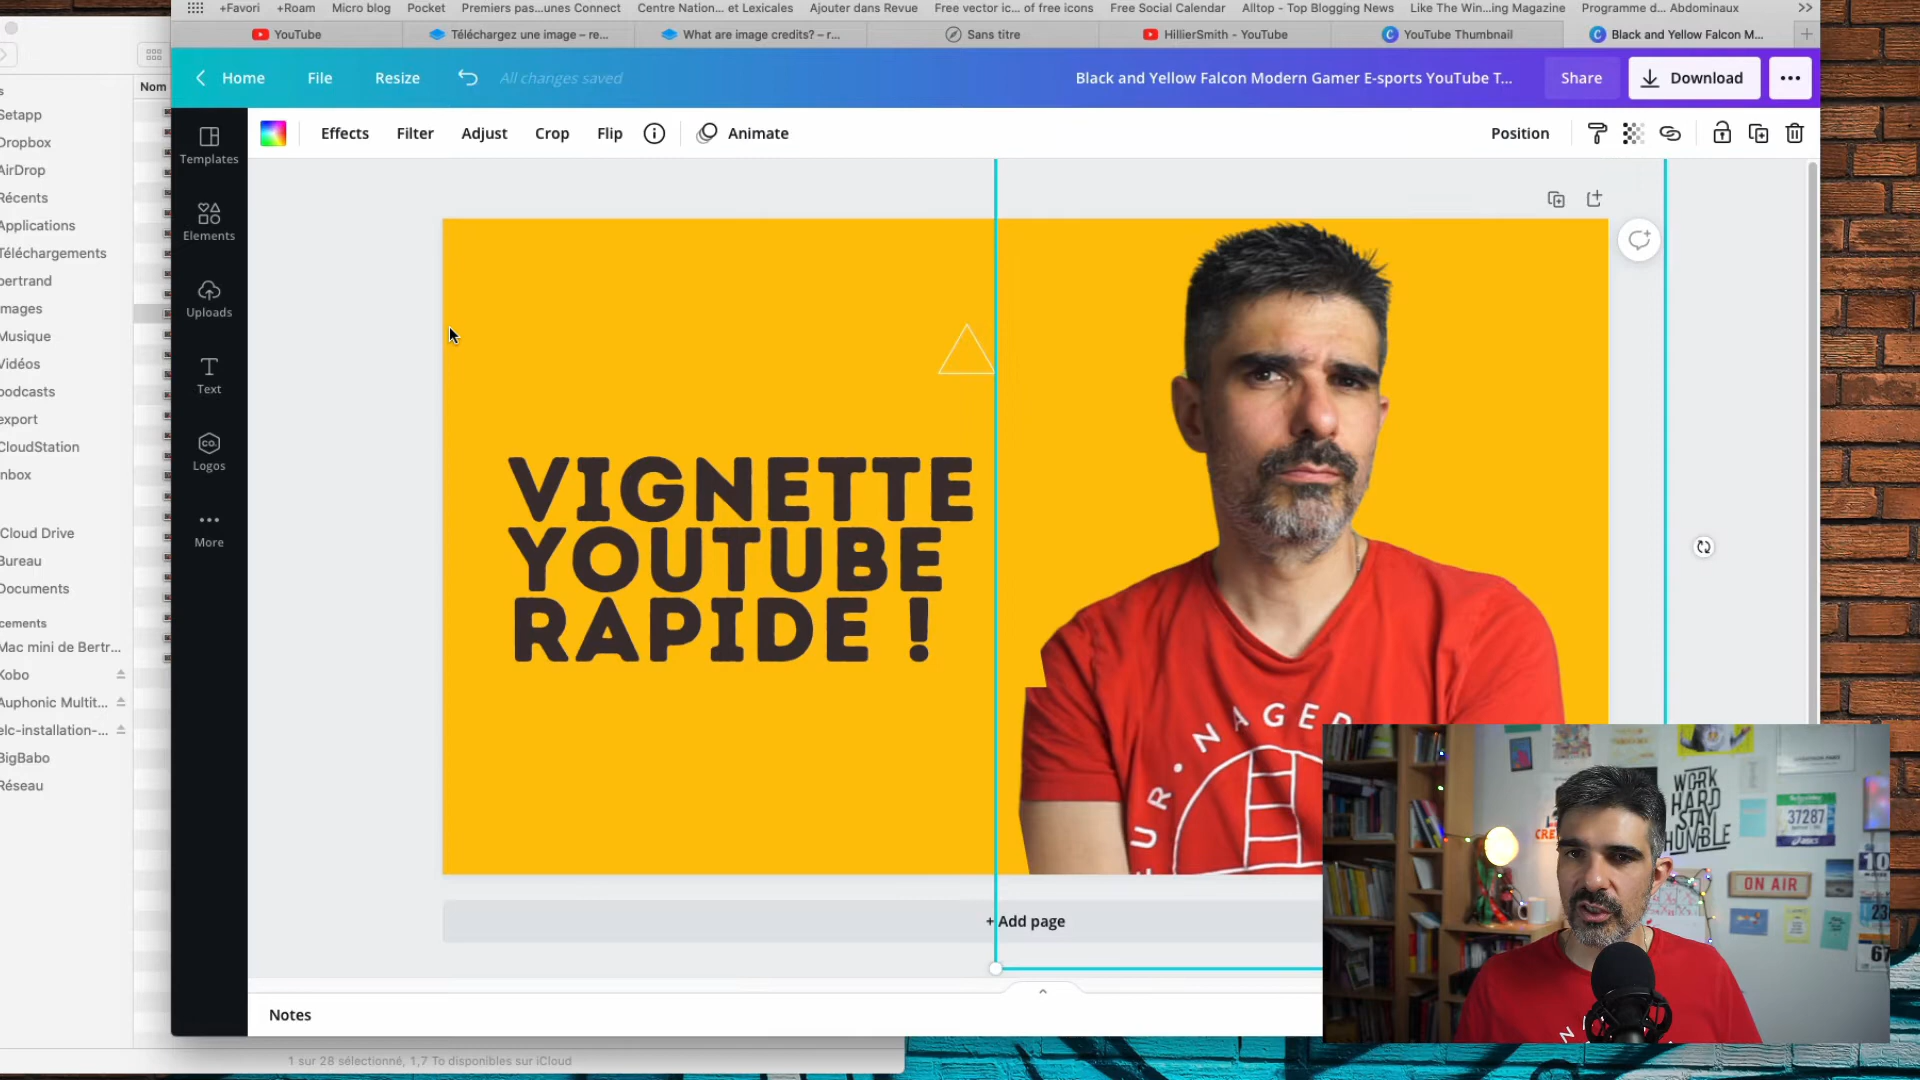 +Favori +Roam Micro blog Pocket Premiers pas...unes Connect Centre Nation... et Lexicales Ajouter dans Revue Free vector ic... of free icons Free Social Calendar Alltop - Top Blogging News Like The Win...ing Magazine Programme d... Abdominaux
YouTube Téléchargez une image – re... What are image credits? – r... Sans titre HillierSmith - YouTube YouTube Thumbnail Black and Yellow Falcon M...
Home File Resize All changes saved Black and Yellow Falcon Modern Gamer E-sports YouTube T... Share Download
Effects Filter Adjust Crop Flip Animate Position
Nom
s
Setapp
Dropbox
AirDrop
Récents
Applications
Téléchargements
bertrand
mages
Musique
Vidéos
podcasts
export
CloudStation
nbox
Cloud Drive
Bureau
Documents
cements
Mac mini de Bertr...
Kobo
Auphonic Multit...
elc-installation-...
BigBabo
Réseau
Templates
Elements
Uploads
Text
co.
Logos
More
VIGNETTE
YOUTUBE
RAPIDE !
UR • NAGER
+ Add page
Notes
1 sur 28 sélectionné, 1,7 To disponibles sur iCloud
WORK
HARD
STAY
HUMBLE
37287
ON AIR